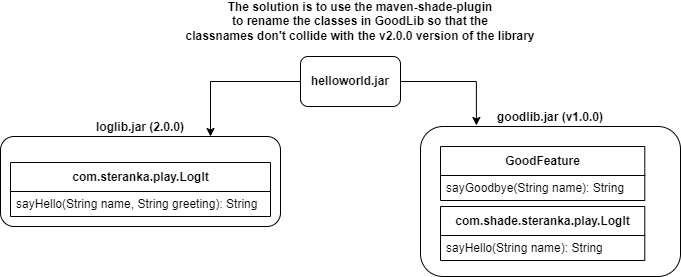 The solution is to use the maven-shade-plugin
to rename the classes in GoodLib so that the
classnames don't collide with the v2.0.0 version of the library
helloworld.jar
loglib.jar (2.0.0)
com.steranka.play.LogIt
sayHello(String name, String greeting): String
goodlib.jar (v1.0.0)
GoodFeature
sayGoodbye(String name): String
com.shade.steranka.play.LogIt
sayHello(String name): String